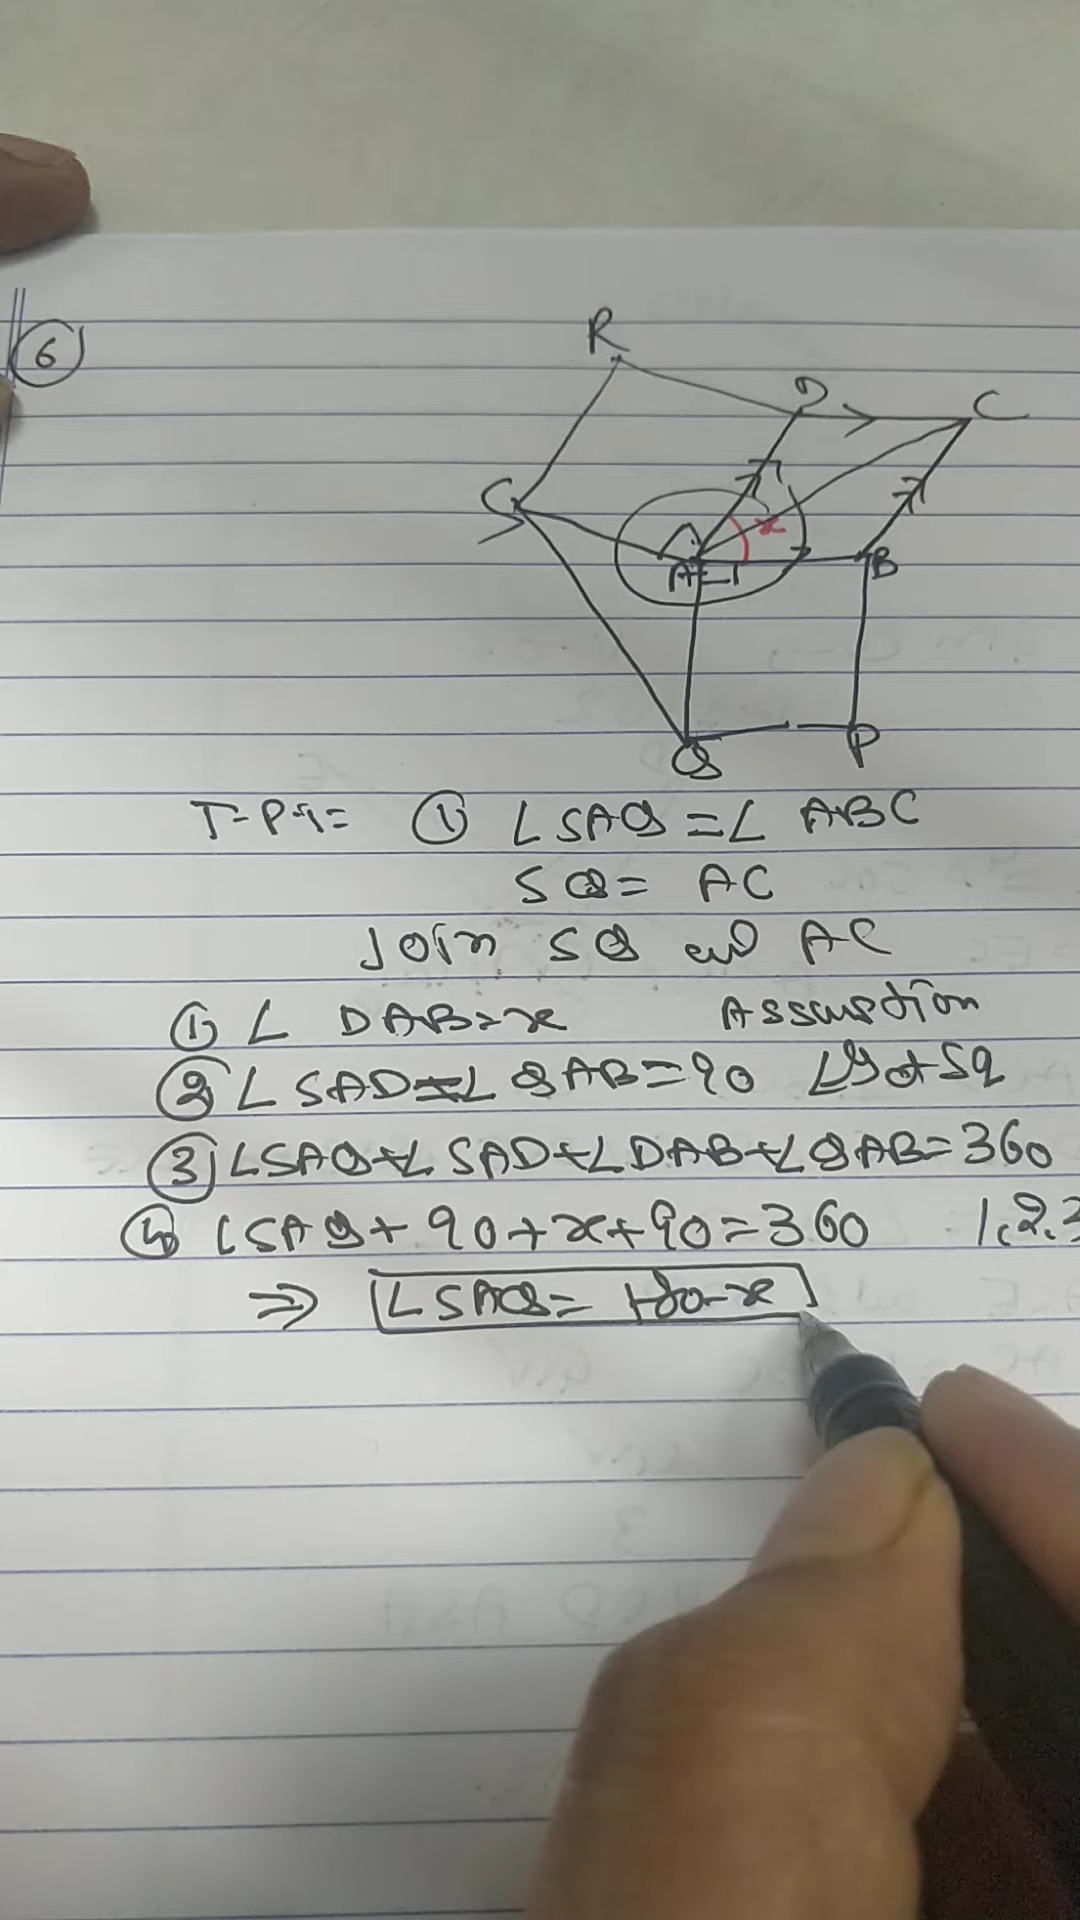 6
R
D
C
S
x
A
B
Q
P
T-P-T= ① ∠ SAQ = ∠ ABC
SQ = AC
Join SQ and AC
① ∠ DAB = x Assumption
② ∠ SAD = ∠ QAB = 90 ∠s of Sq
③ ∠SAQ + ∠ SAD + ∠DAB + ∠QAB = 360
④ ∠SAQ + 90 + x + 90 = 360 1,2,3
⇒ ∠SAQ = 180 - x